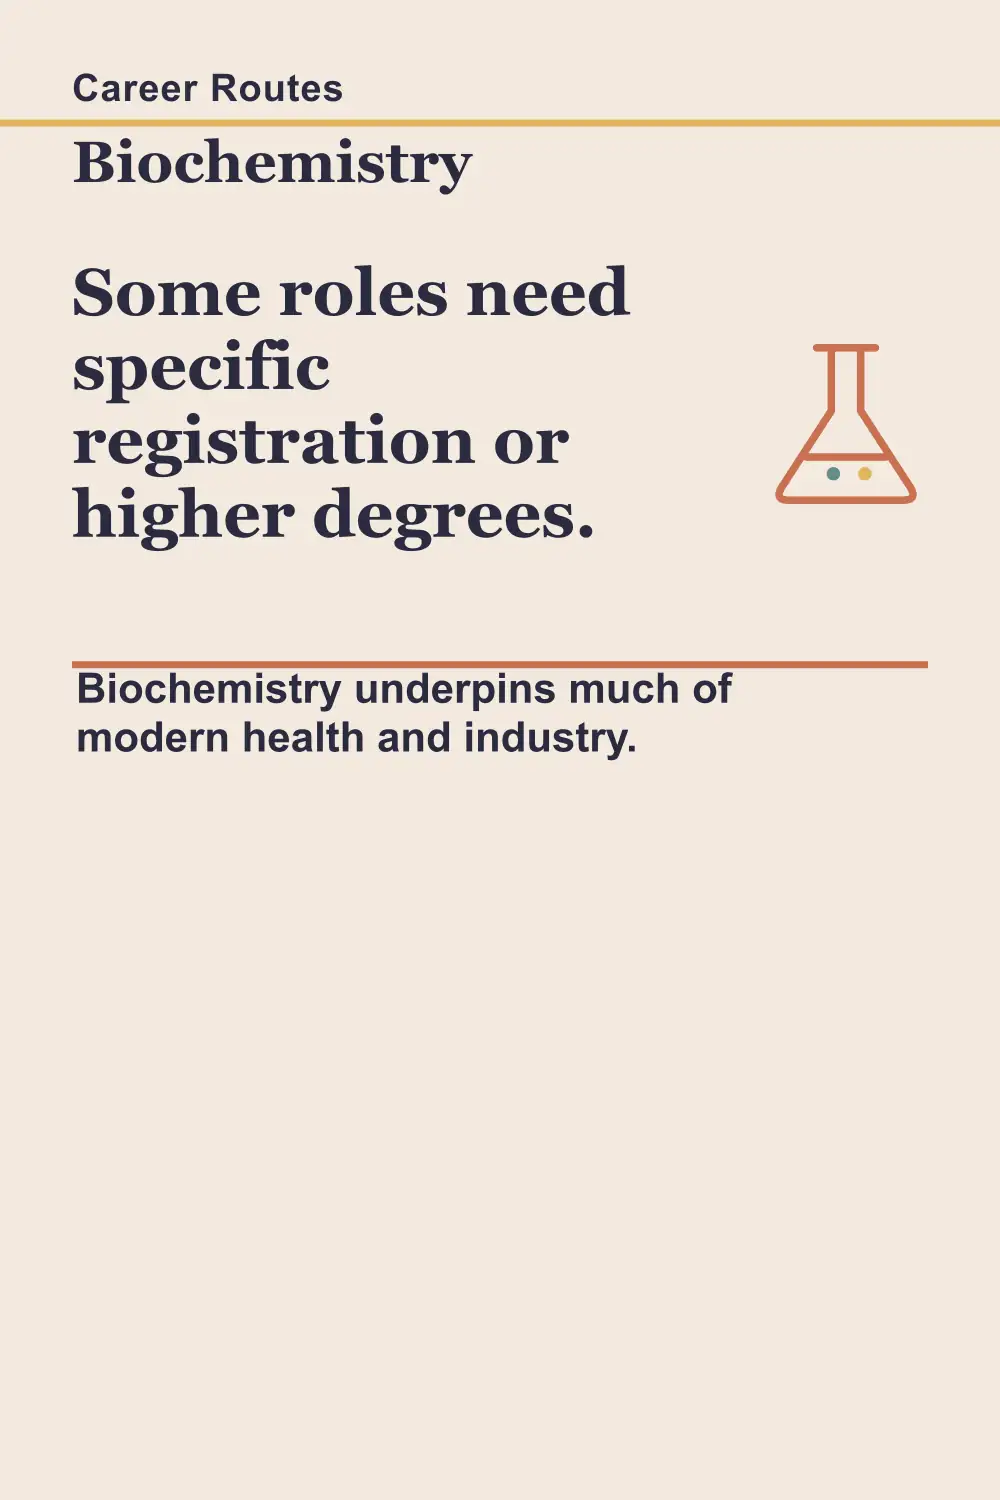 Career Routes
Biochemistry
Some roles need
specific
registration or
higher degrees.
Biochemistry underpins much of
modern health and industry.